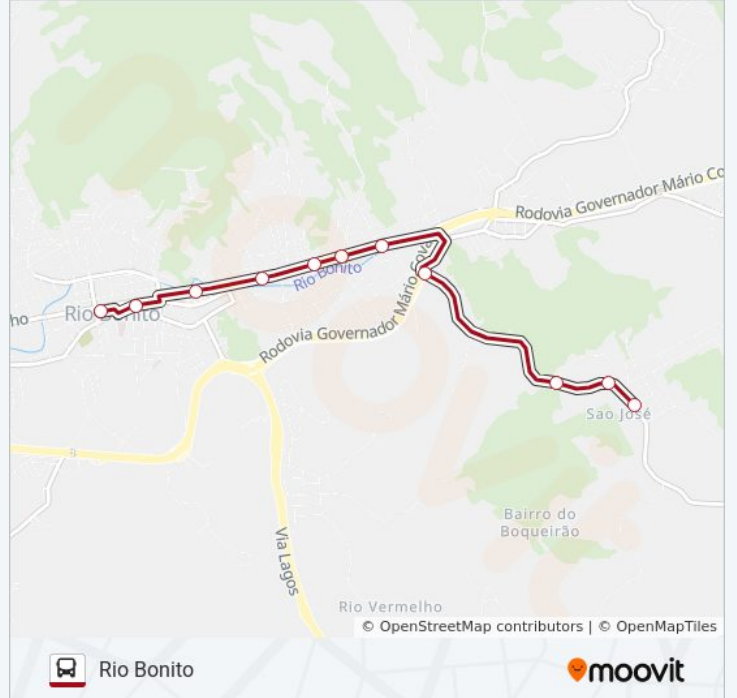 Rodovia Governador Mário Co
Rio Bonito
Rodovia Governador Mário Cova
ho
Rio Bonito
São José
B
Bairro do
Boqueirão
Via Lagos
Rio Vermelho
© OpenStreetMap contributors | © OpenMapTiles
Rio Bonito
moovit